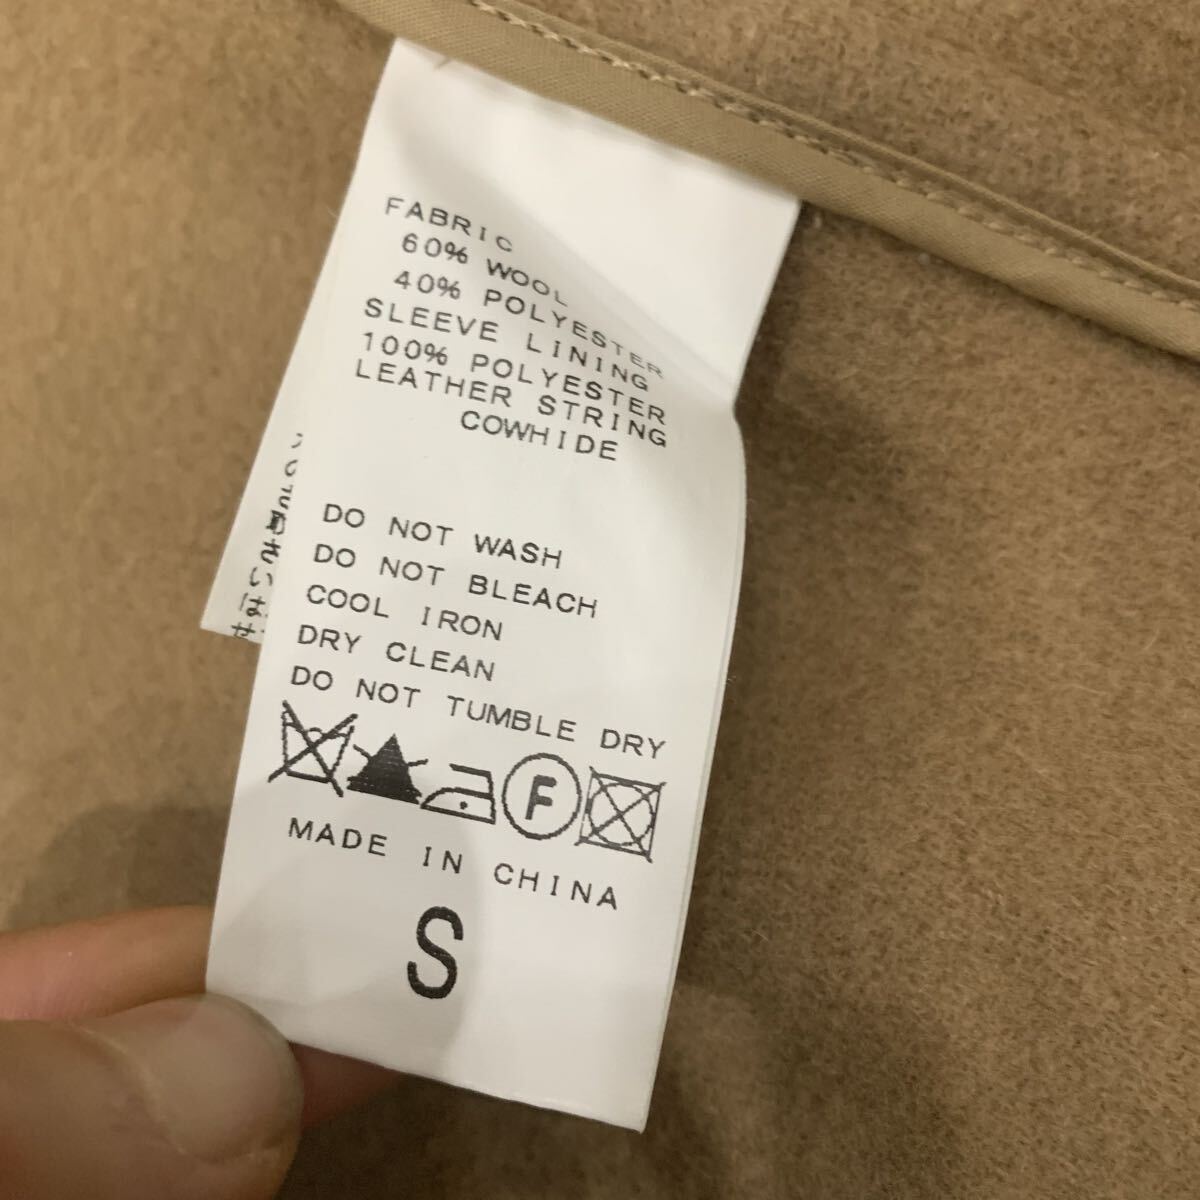 FABRIC
60% WOOL
40% POLYESTER
SLEEVE LINING
100% POLYESTER
LEATHER STRING
COWHIDE
DO NOT WASH
DO NOT BLEACH
COOL IRON
DRY CLEAN
DO NOT TUMBLE DRY
F
MADE IN CHINA
S